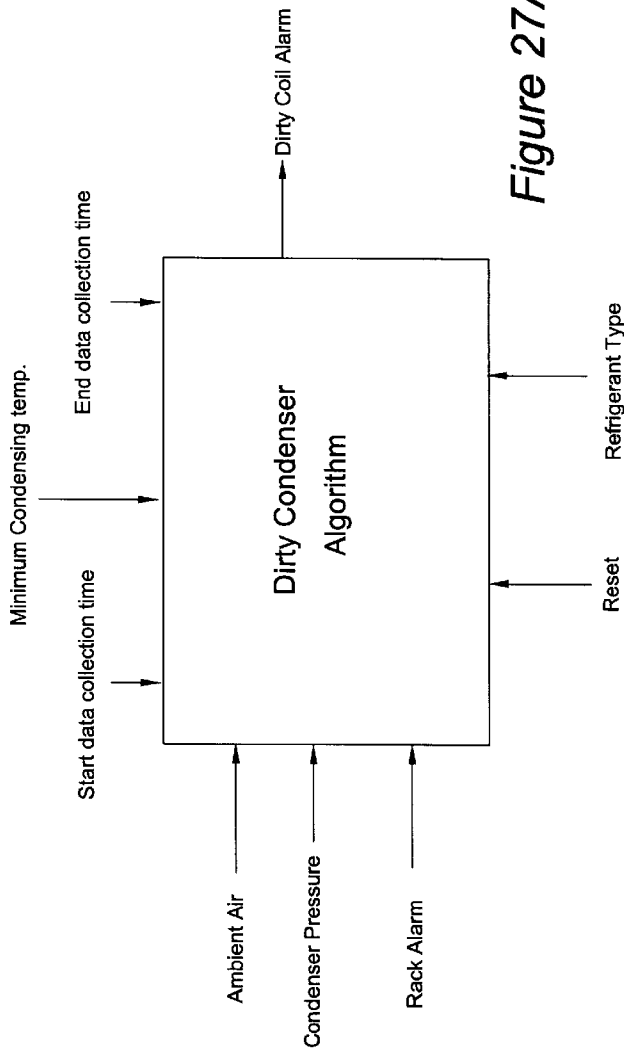 Minimum Condensing temp.
Start data collection time
End data collection time
Ambient Air
Condenser Pressure
Rack Alarm
Dirty Condenser
Algorithm
Dirty Coil Alarm
Reset
Refrigerant Type
Figure 27